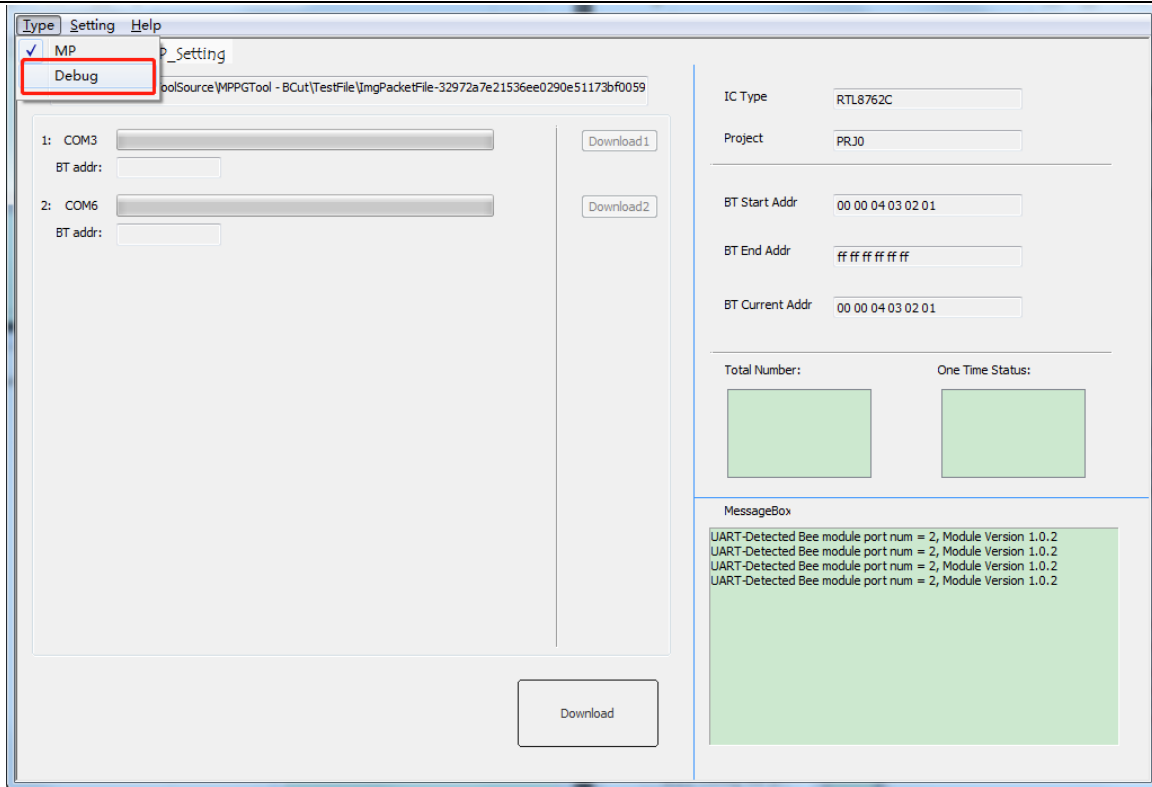 Type Setting Help
MP
P_Setting
Debug
oolSource\MPPGTool - BCut\TestFile\ImgPacketFile-32972a7e21536ee0290e51173bf0059
1: COM3
Download1
BT addr:
2: COM6
Download2
BT addr:
Download
IC Type
RTL8762C
Project
PRJ0
BT Start Addr
00 00 04 03 02 01
BT End Addr
ff ff ff ff ff ff
BT Current Addr
00 00 04 03 02 01
Total Number:
One Time Status:
MessageBox
UART-Detected Bee module port num = 2, Module Version 1.0.2
UART-Detected Bee module port num = 2, Module Version 1.0.2
UART-Detected Bee module port num = 2, Module Version 1.0.2
UART-Detected Bee module port num = 2, Module Version 1.0.2